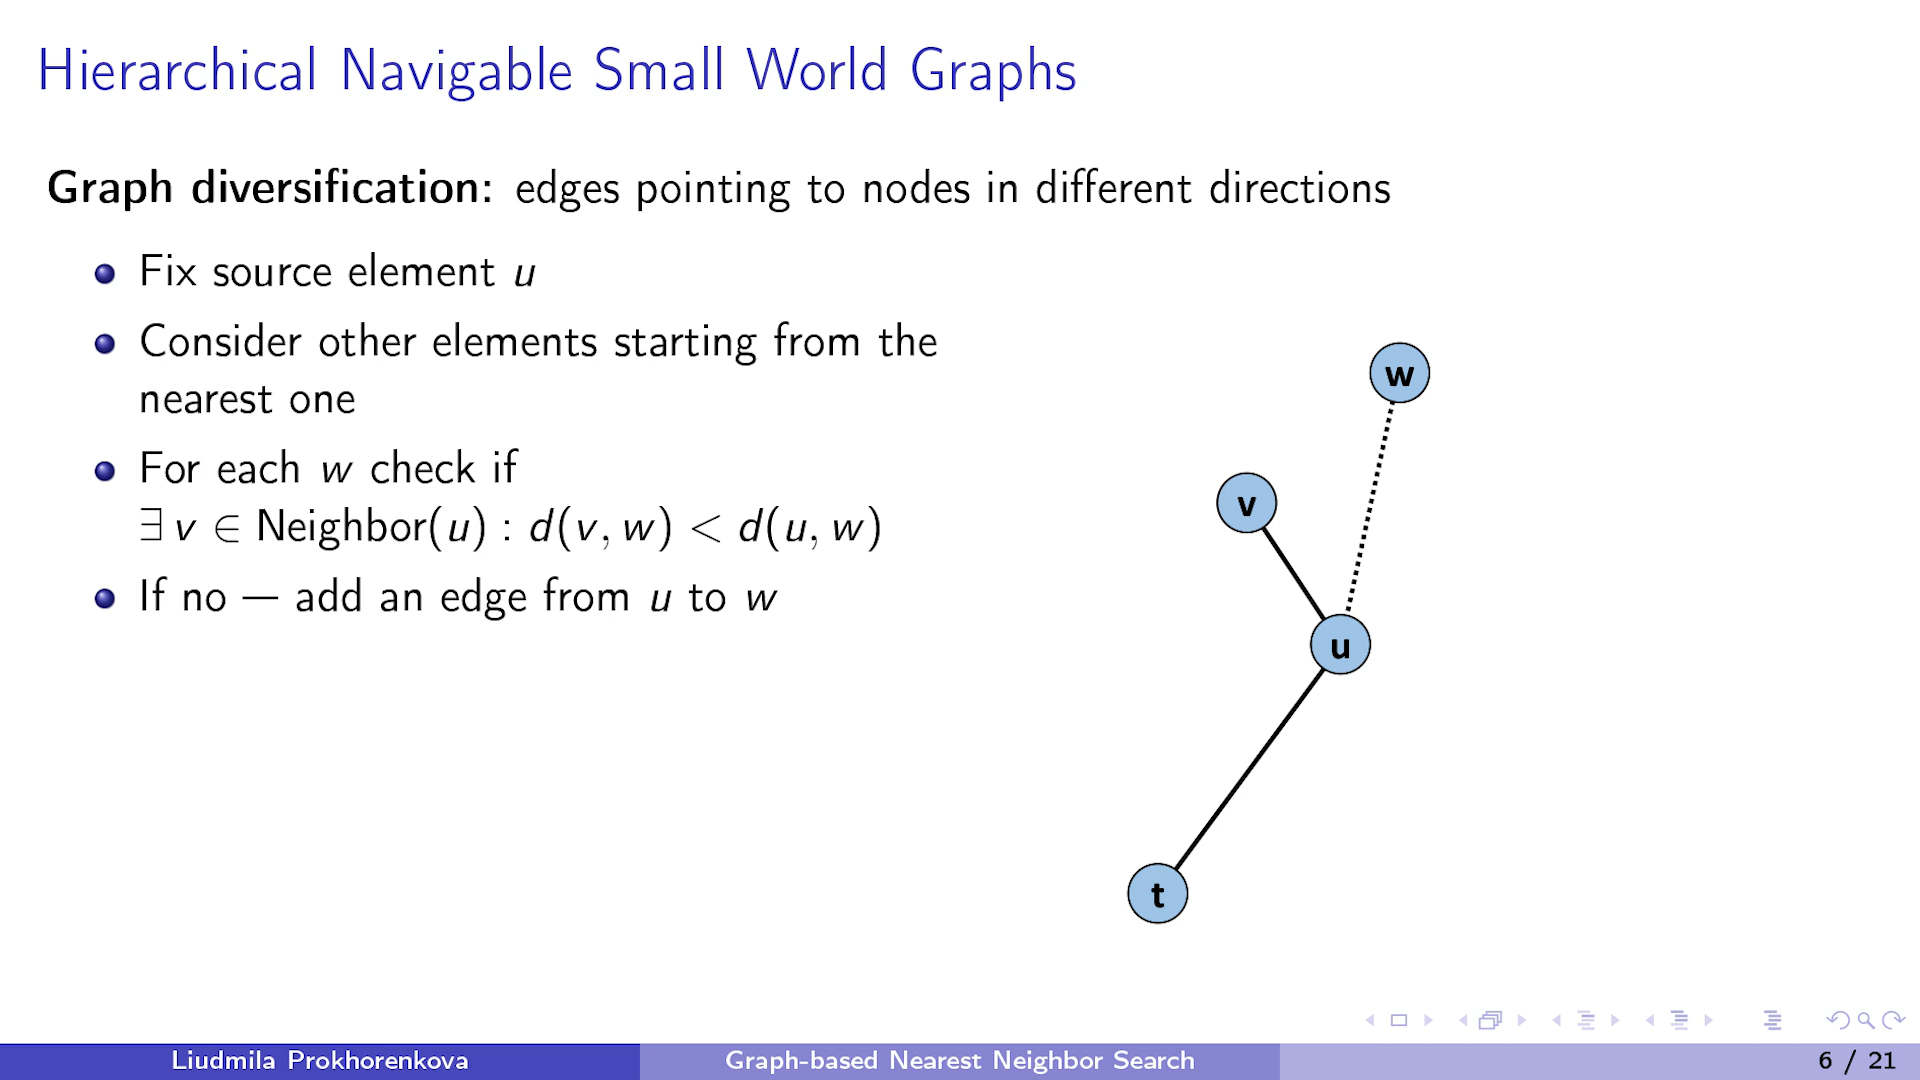 Hierarchical Navigable Small World Graphs
Graph diversification: edges pointing to nodes in different directions
Fix source element u
Consider other elements starting from the
nearest one
For each w check if
∃ v ∈ Neighbor(u) : d(v, w) < d(u, w)
If no — add an edge from u to w
w
v
u
t
Liudmila Prokhorenkova
Graph-based Nearest Neighbor Search
6 / 21